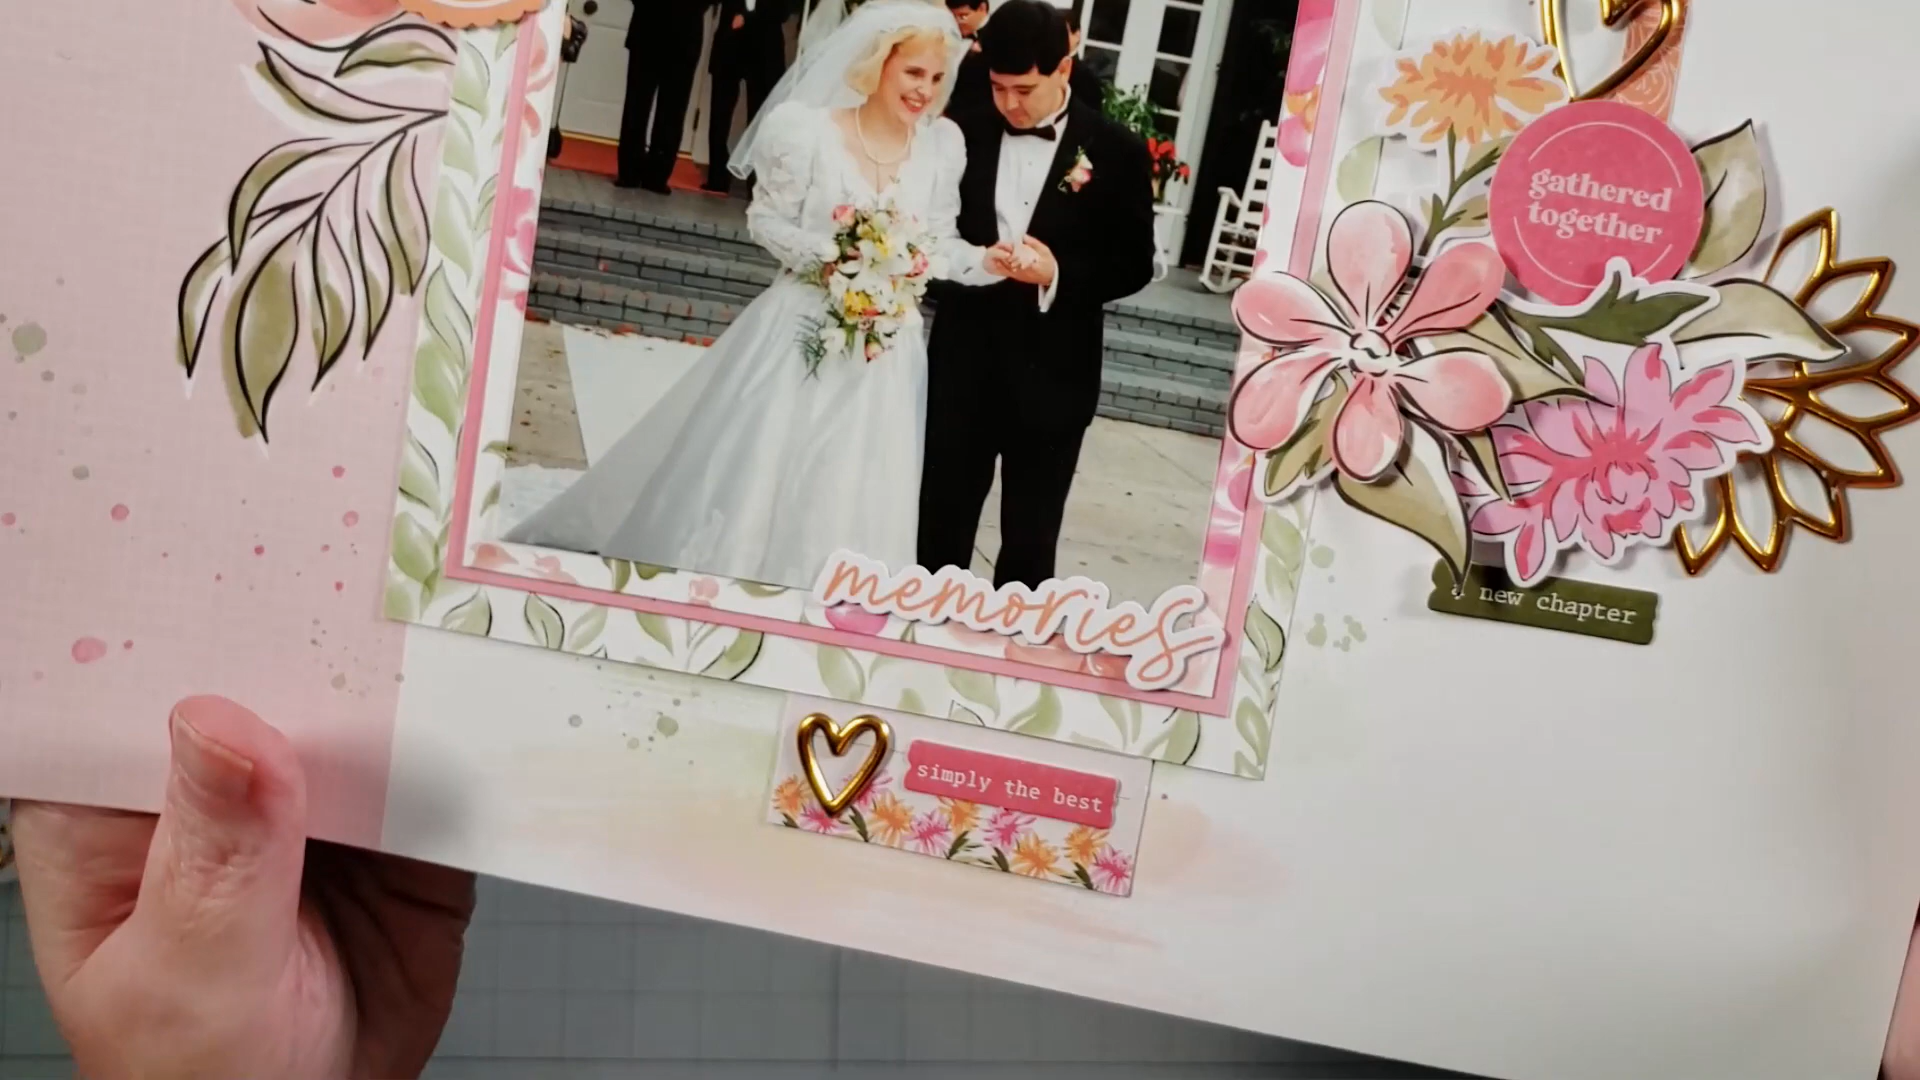 gathered
together
a new chapter
memories
simply the best